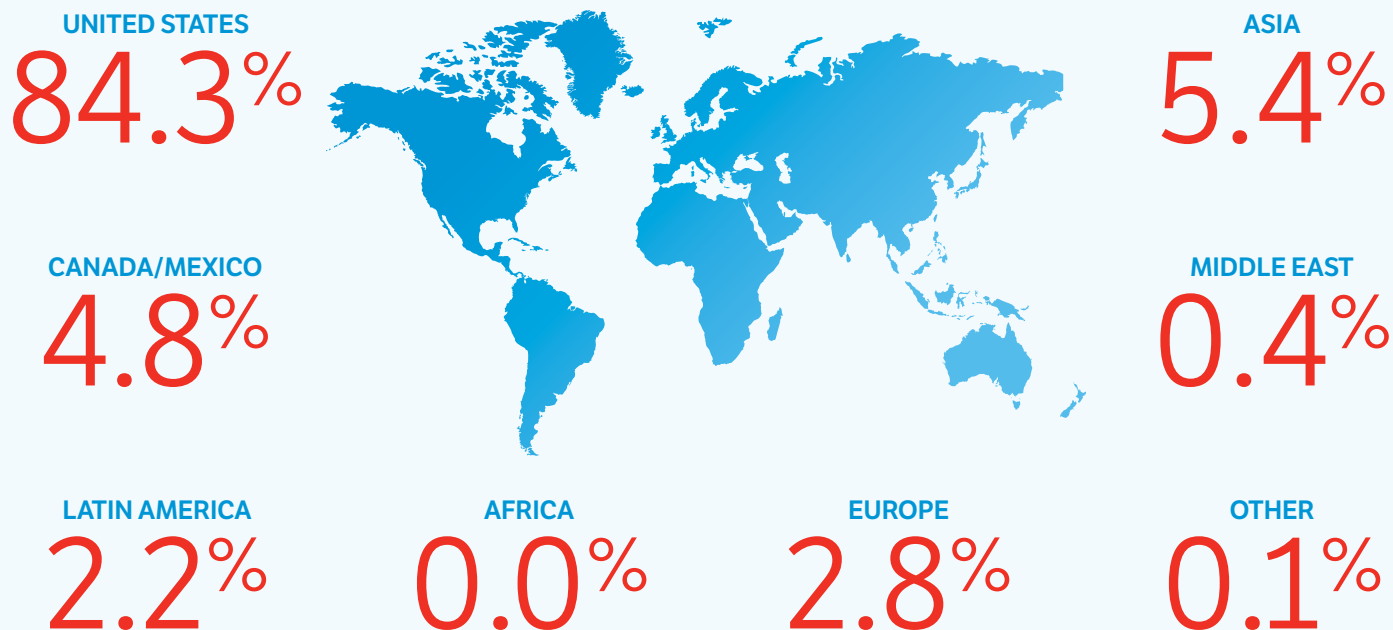 UNITED STATES
84.3%
ASIA
5.4%
CANADA/MEXICO
4.8%
MIDDLE EAST
0.4%
LATIN AMERICA
2.2%
AFRICA
0.0%
EUROPE
2.8%
OTHER
0.1%